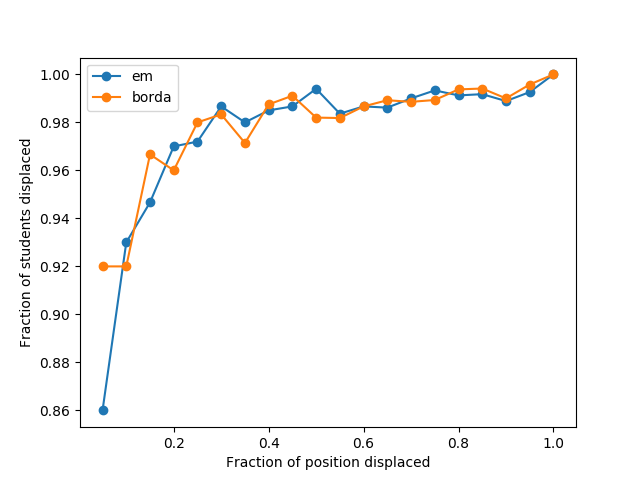 em
borda
1.00
0.98
0.96
0.94
0.92
0.90
0.88
0.86
Fraction of students displaced
0.2 0.4 0.6 0.8 1.0
Fraction of position displaced